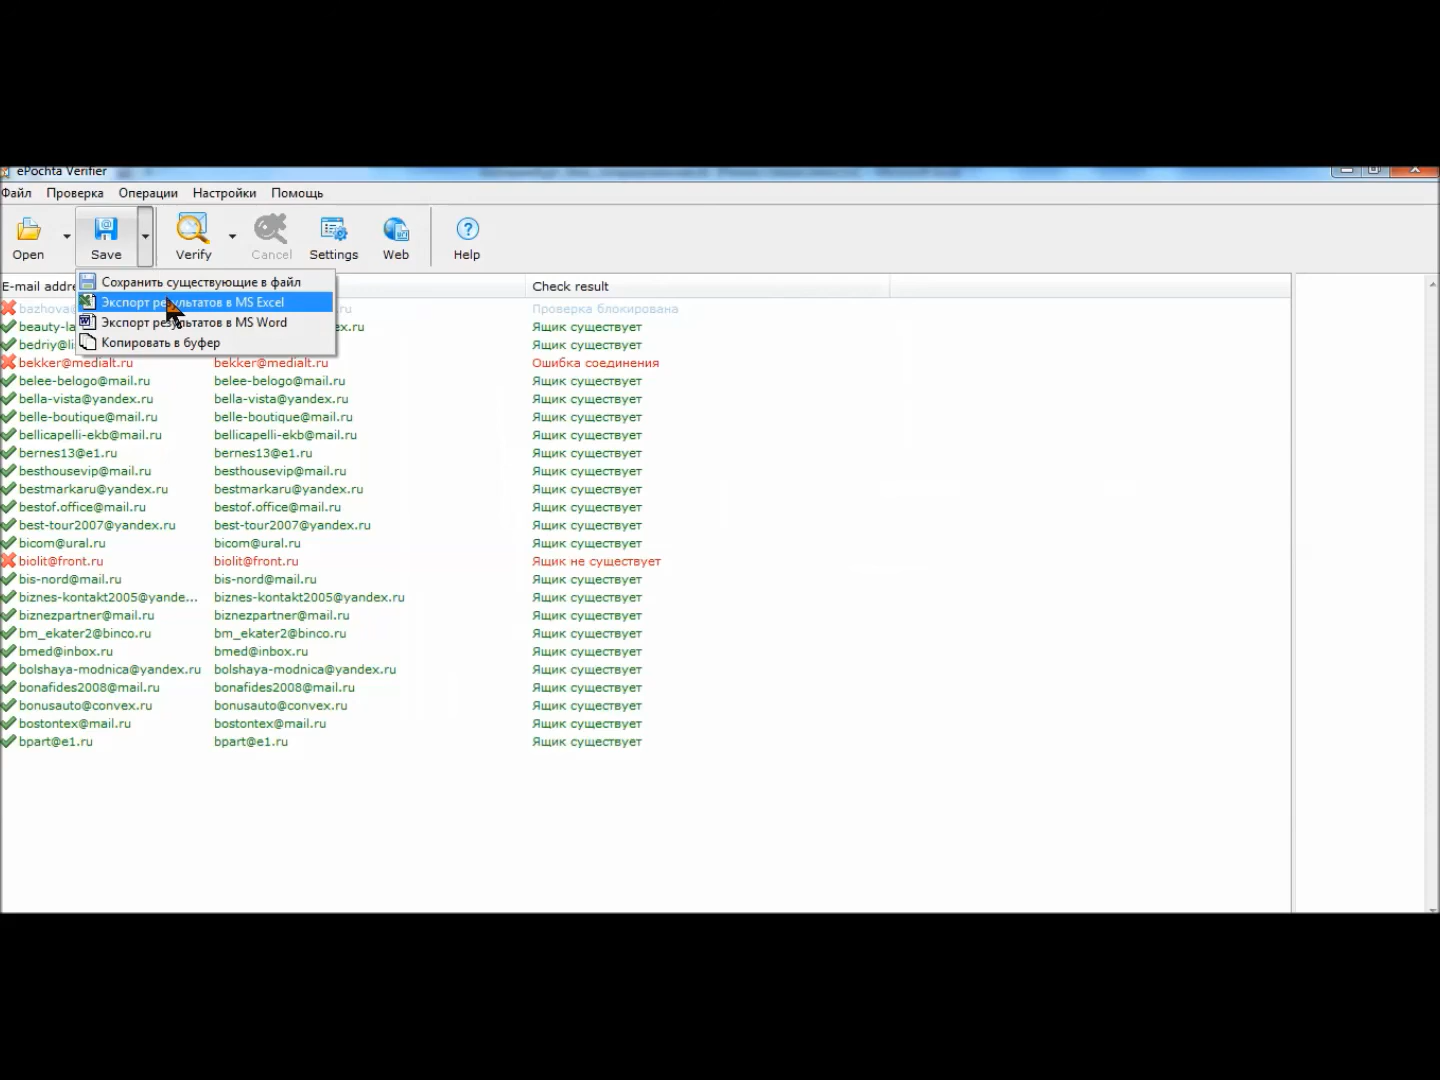 ePochta Verifier
Файл Проверка Операции Настройки Помощь
Open Save Verify Cancel Settings Web Help
E-mail addre Check result
Сохранить существующие в файл
Экспорт результатов в MS Excel
Экспорт результатов в MS Word
Копировать в буфер
bazhova ru Проверка блокирована
beauty-la ex.ru Ящик существует
bedriy@li Ящик существует
bekker@medialt.ru bekker@medialt.ru Ошибка соединения
belee-belogo@mail.ru belee-belogo@mail.ru Ящик существует
bella-vista@yandex.ru bella-vista@yandex.ru Ящик существует
belle-boutique@mail.ru belle-boutique@mail.ru Ящик существует
bellicapelli-ekb@mail.ru bellicapelli-ekb@mail.ru Ящик существует
bernes13@e1.ru bernes13@e1.ru Ящик существует
besthousevip@mail.ru besthousevip@mail.ru Ящик существует
bestmarkaru@yandex.ru bestmarkaru@yandex.ru Ящик существует
bestof.office@mail.ru bestof.office@mail.ru Ящик существует
best-tour2007@yandex.ru best-tour2007@yandex.ru Ящик существует
bicom@ural.ru bicom@ural.ru Ящик существует
biolit@front.ru biolit@front.ru Ящик не существует
bis-nord@mail.ru bis-nord@mail.ru Ящик существует
biznes-kontakt2005@yande... biznes-kontakt2005@yandex.ru Ящик существует
biznezpartner@mail.ru biznezpartner@mail.ru Ящик существует
bm_ekater2@binco.ru bm_ekater2@binco.ru Ящик существует
bmed@inbox.ru bmed@inbox.ru Ящик существует
bolshaya-modnica@yandex.ru bolshaya-modnica@yandex.ru Ящик существует
bonafides2008@mail.ru bonafides2008@mail.ru Ящик существует
bonusauto@convex.ru bonusauto@convex.ru Ящик существует
bostontex@mail.ru bostontex@mail.ru Ящик существует
bpart@e1.ru bpart@e1.ru Ящик существует